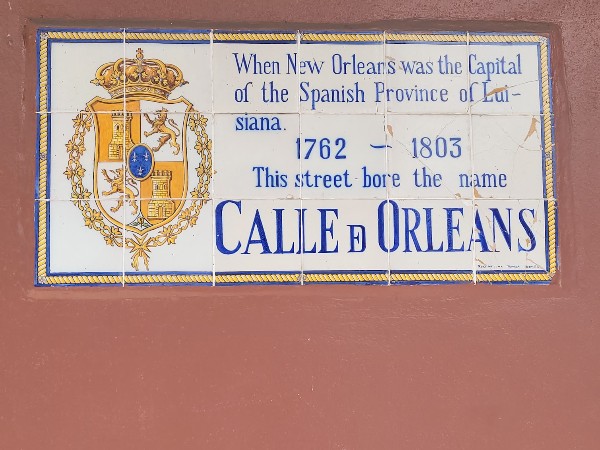 When New Orleans was the Capital
of the Spanish Province of Lui-
siana.
1762 — 1803
This street bore the name
CALLE D ORLEANS